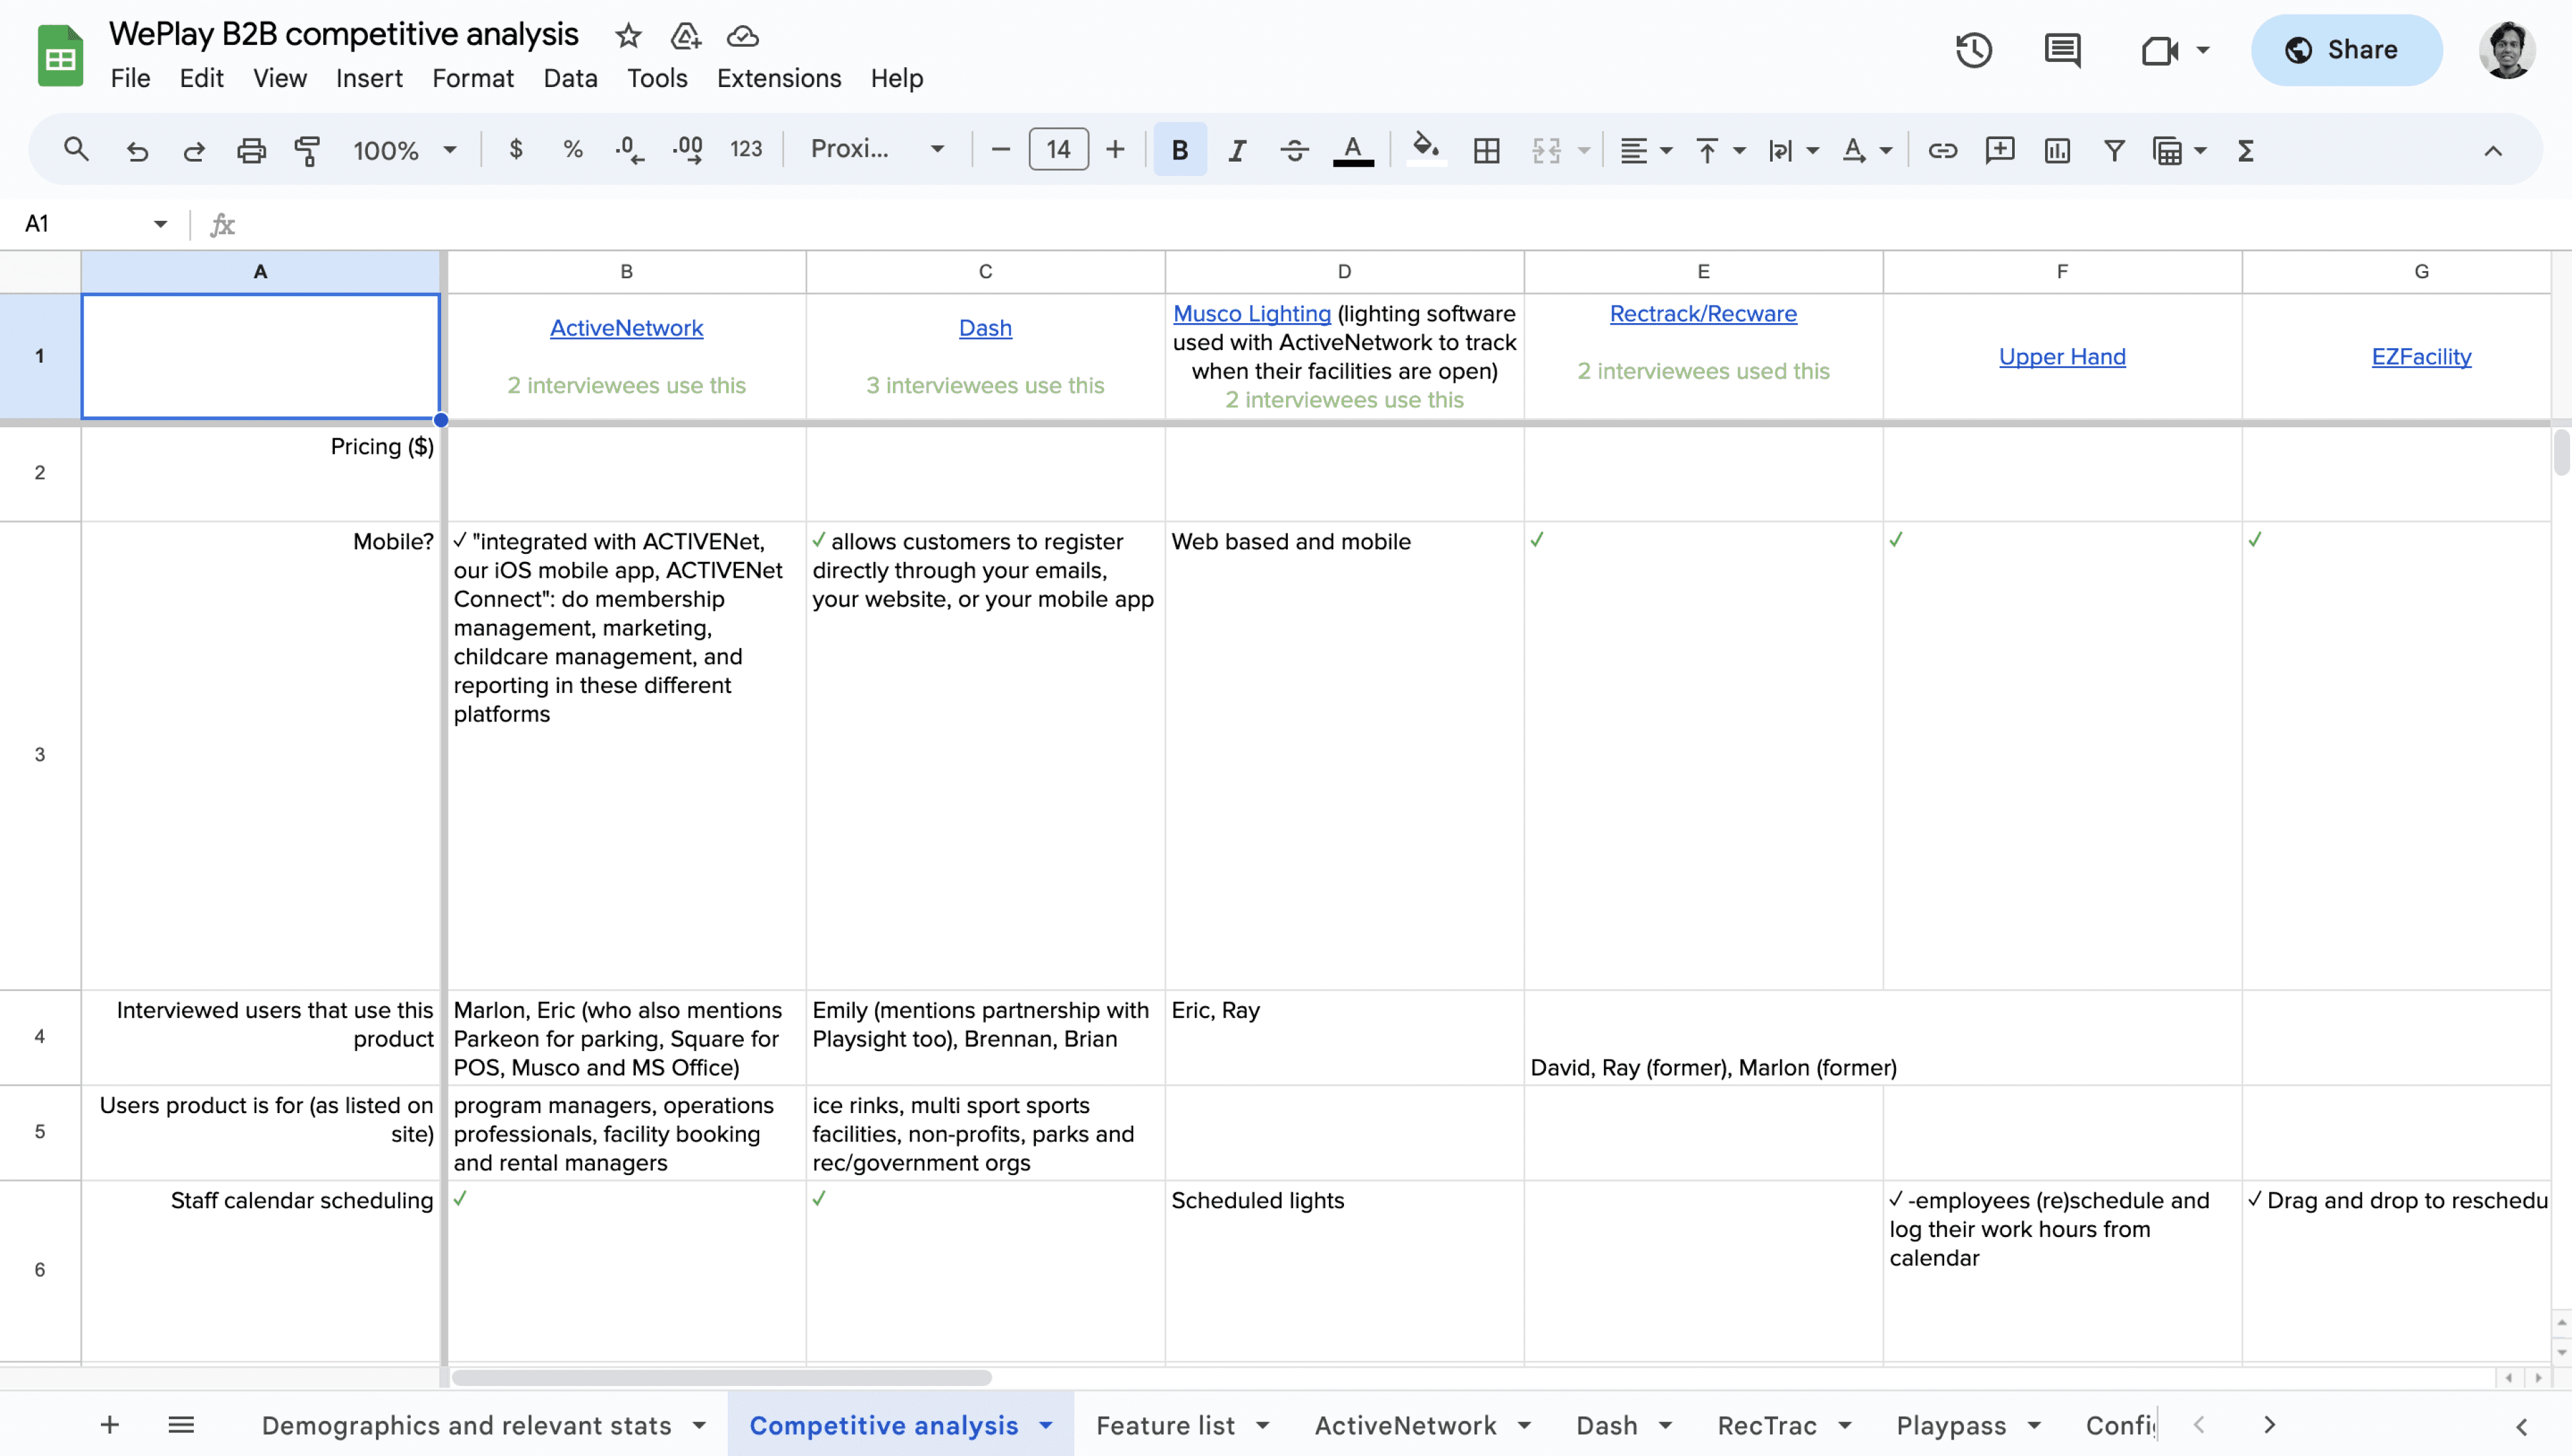 WePlay B2B competitive analysis
File Edit View Insert Format Data Tools Extensions Help
Share
100% $ % .0 .00 123 Proxi... 14 B I A
A1 fx
A B C D E F G
1
ActiveNetwork
2 interviewees use this
Dash
3 interviewees use this
Musco Lighting (lighting software
used with ActiveNetwork to track
when their facilities are open)
2 interviewees use this
Rectrack/Recware
2 interviewees used this
Upper Hand
EZFacility
2
Pricing ($)
3
Mobile?
✓ "integrated with ACTIVENet,
our iOS mobile app, ACTIVENet
Connect": do membership
management, marketing,
childcare management, and
reporting in these different
platforms
✓ allows customers to register
directly through your emails,
your website, or your mobile app
Web based and mobile
✓
✓
✓
4
Interviewed users that use this
product
Marlon, Eric (who also mentions
Parkeon for parking, Square for
POS, Musco and MS Office)
Emily (mentions partnership with
Playsight too), Brennan, Brian
Eric, Ray
David, Ray (former), Marlon (former)
5
Users product is for (as listed on
site)
program managers, operations
professionals, facility booking
and rental managers
ice rinks, multi sport sports
facilities, non-profits, parks and
rec/government orgs
6
Staff calendar scheduling
✓
✓
Scheduled lights
✓ -employees (re)schedule and
log their work hours from
calendar
✓ Drag and drop to reschedu
Demographics and relevant stats Competitive analysis Feature list ActiveNetwork Dash RecTrac Playpass Confi